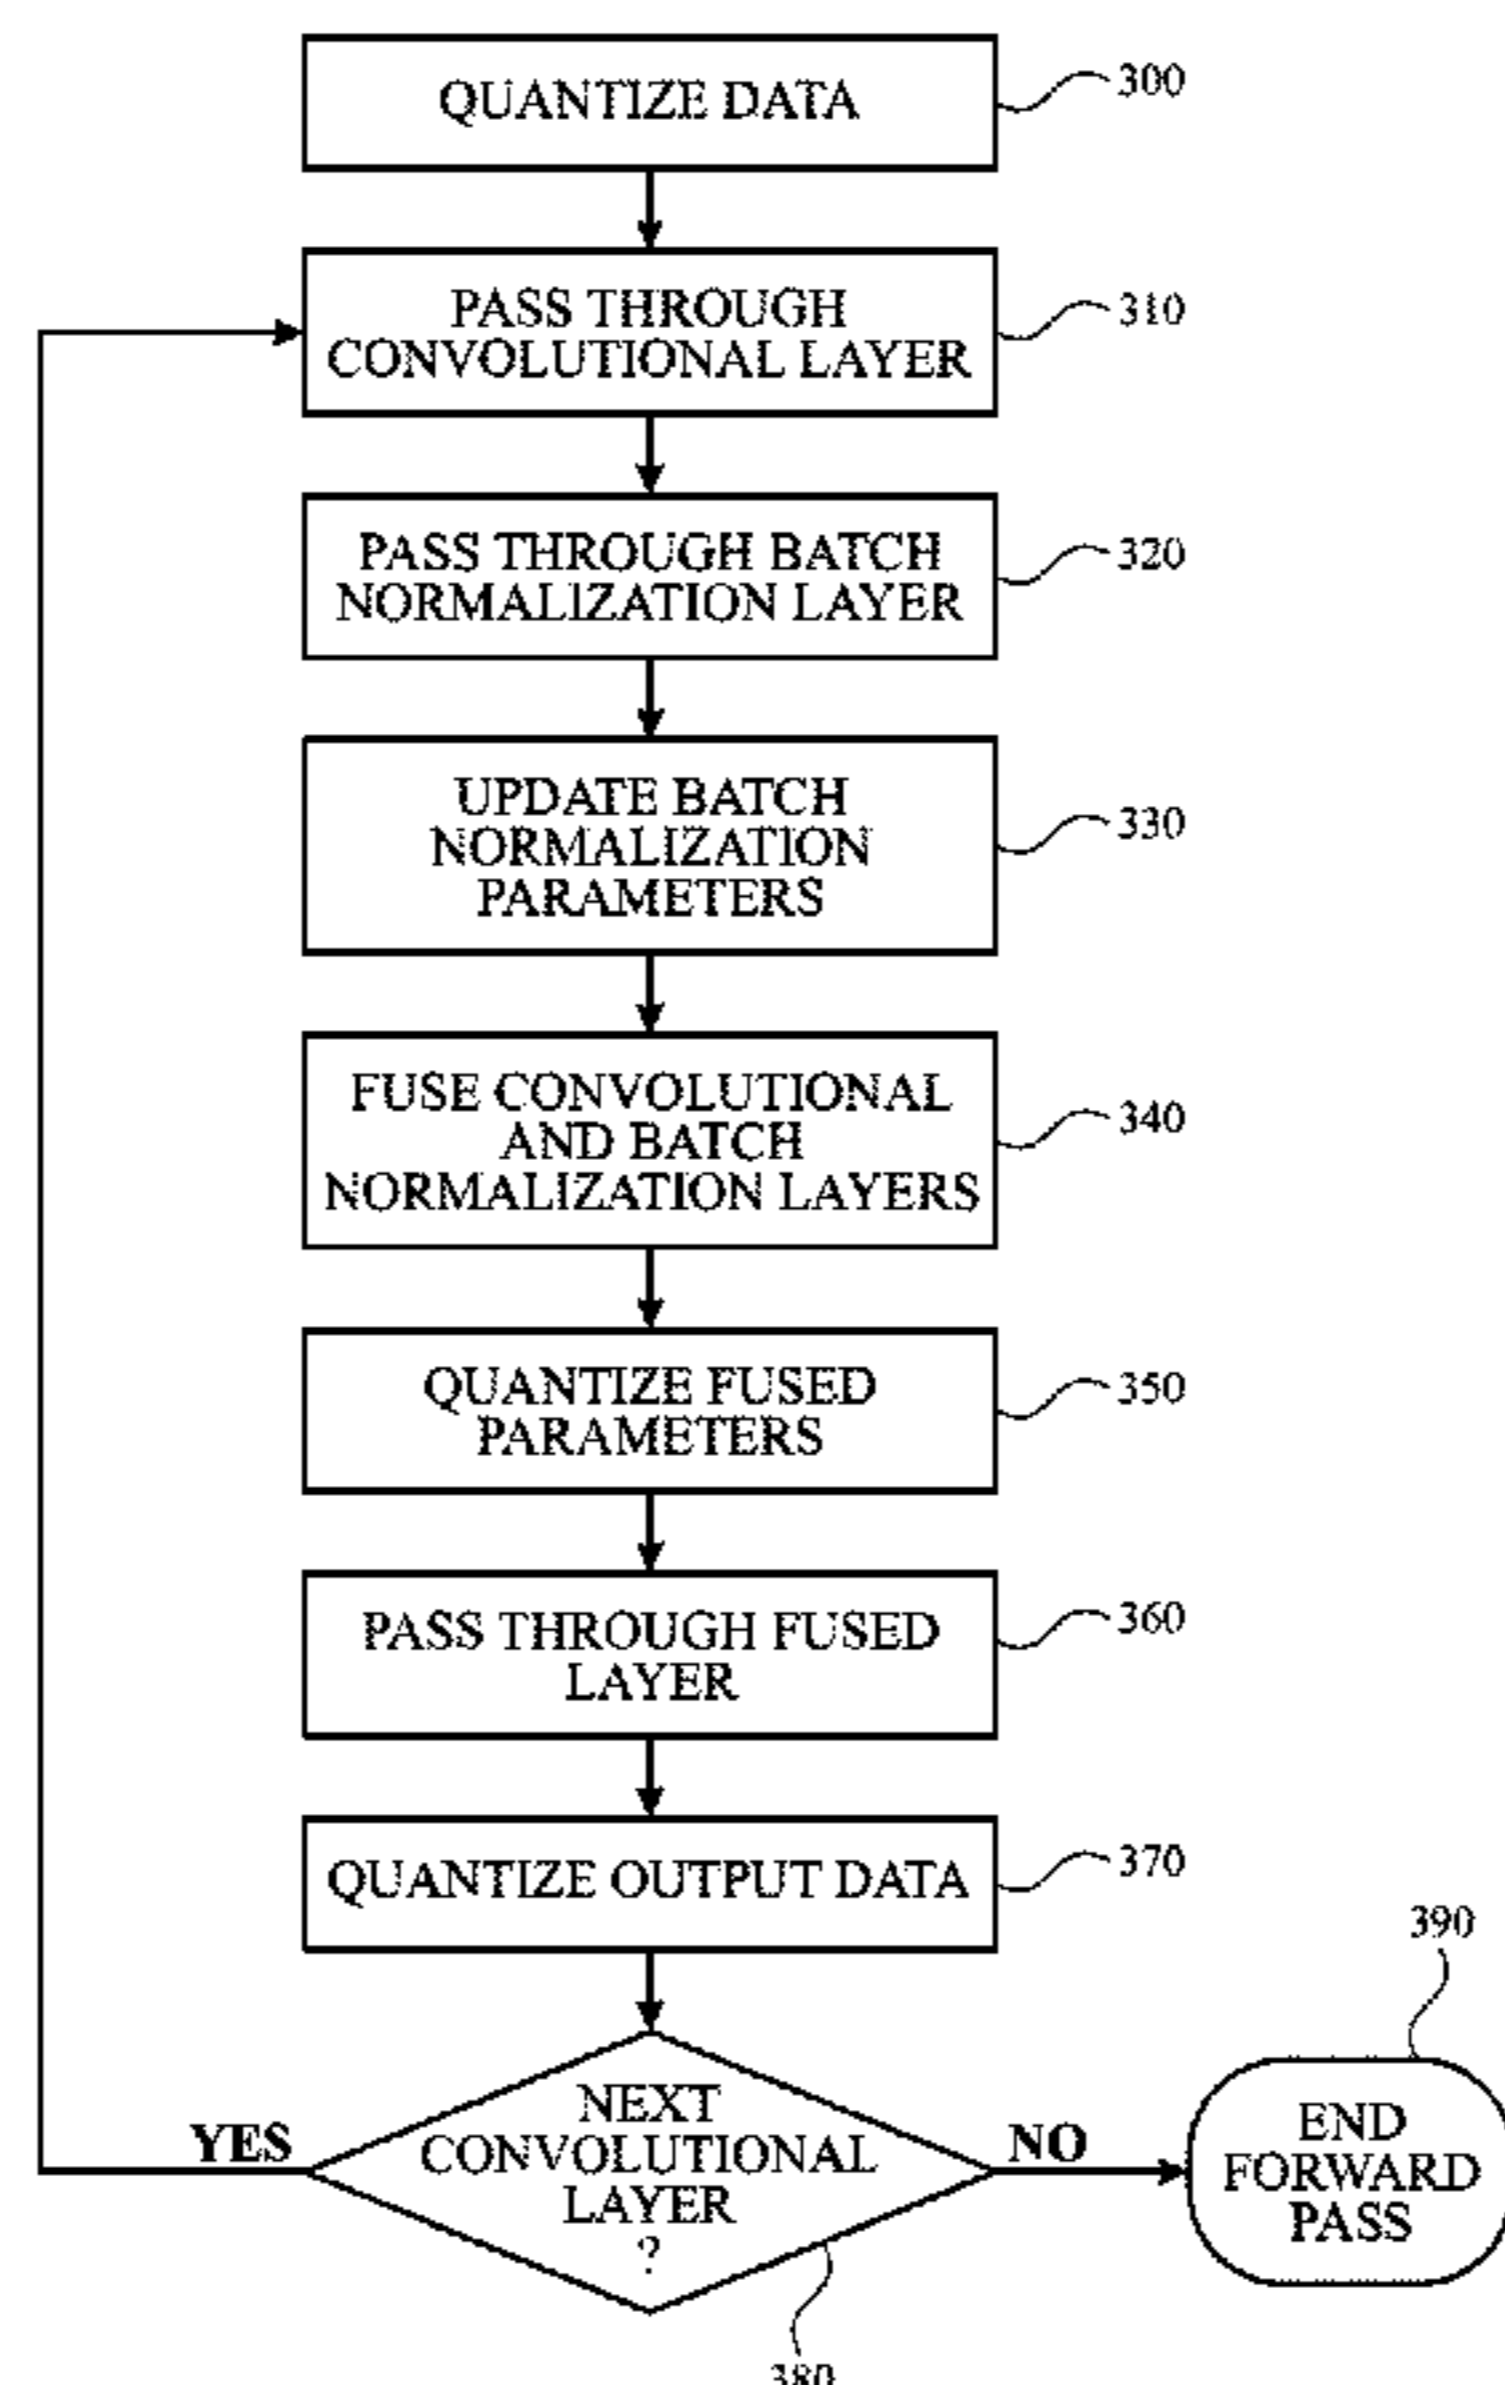 QUANTIZE DATA
300
PASS THROUGH
CONVOLUTIONAL LAYER
310
PASS THROUGH BATCH
NORMALIZATION LAYER
320
UPDATE BATCH
NORMALIZATION
PARAMETERS
330
FUSE CONVOLUTIONAL
AND BATCH
NORMALIZATION LAYERS
340
QUANTIZE FUSED
PARAMETERS
350
PASS THROUGH FUSED
LAYER
360
QUANTIZE OUTPUT DATA
370
390
YES
NEXT
CONVOLUTIONAL
LAYER
?
NO
END
FORWARD
PASS
380